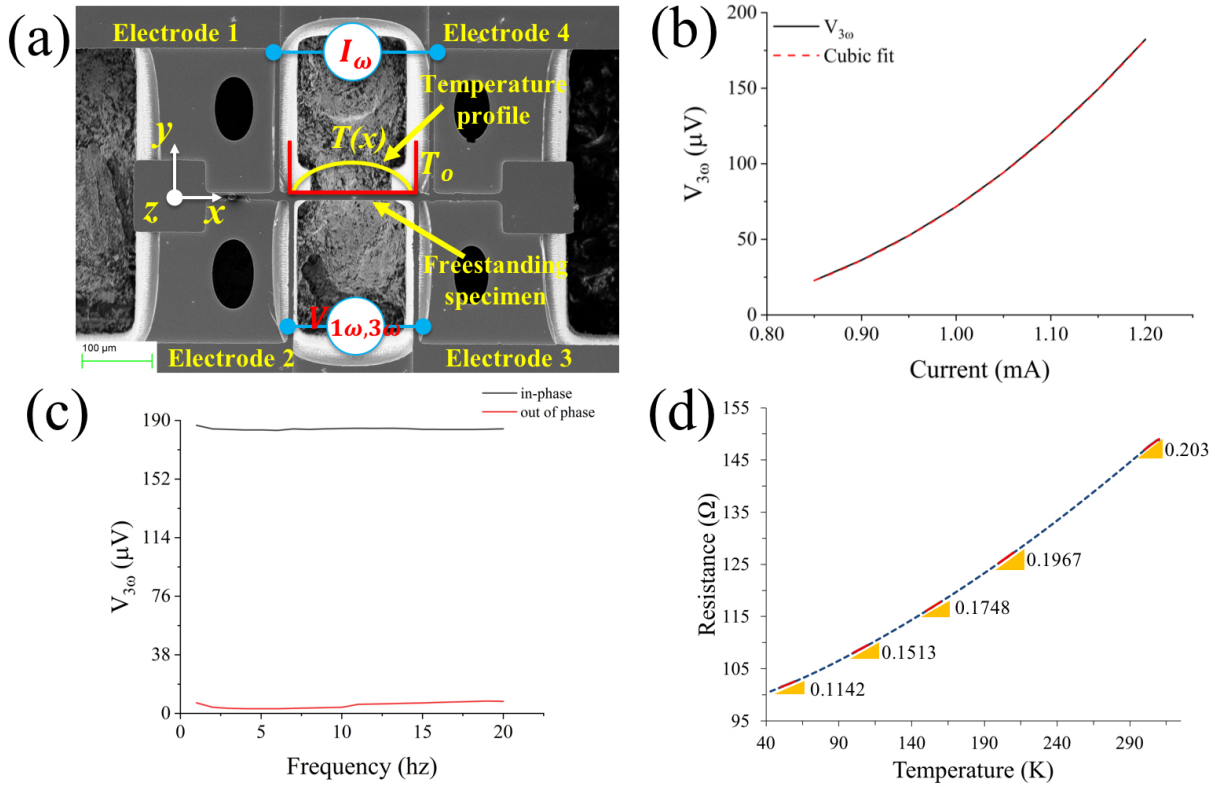 (a)
Electrode 1
Electrode 4
Iω
Temperature
profile
T(x)
To
y
z
x
Freestanding
specimen
V1ω,3ω
100 µm
Electrode 2
Electrode 3
(b)
V3ω
Cubic fit
200
150
100
50
0
V3ω (µV)
0.80
0.90
1.00
1.10
1.20
Current (mA)
(c)
in-phase
out of phase
190
152
114
76
38
0
V3ω (µV)
0
5
10
15
20
Frequency (hz)
(d)
155
145
135
125
115
105
95
Resistance (Ω)
0.203
0.1967
0.1748
0.1513
0.1142
40
90
140
190
240
290
Temperature (K)